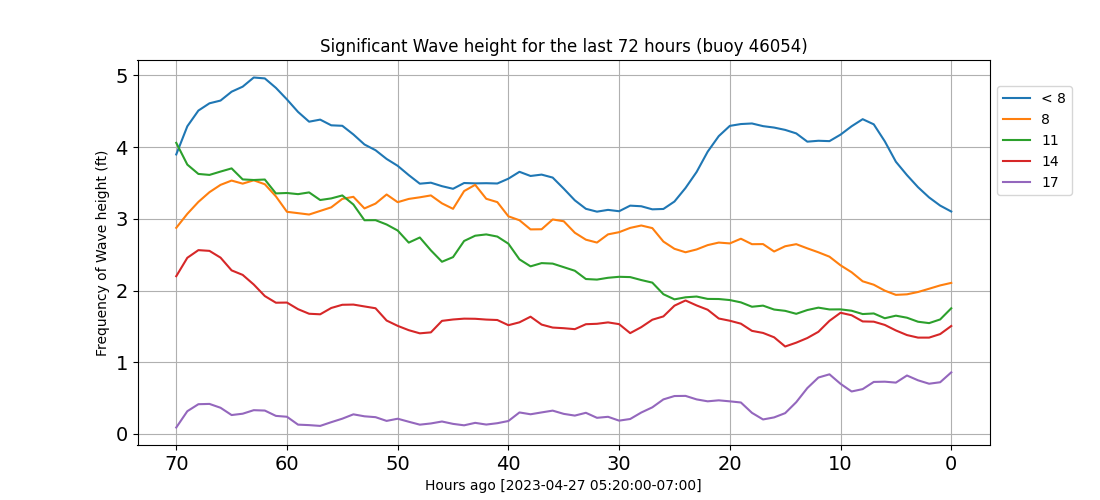 Significant Wave height for the last 72 hours (buoy 46054)
Frequency of Wave height (ft)
5
4
3
2
1
0
70 60 50 40 30 20 10 0
Hours ago [2023-04-27 05:20:00-07:00]
< 8
8
11
14
17